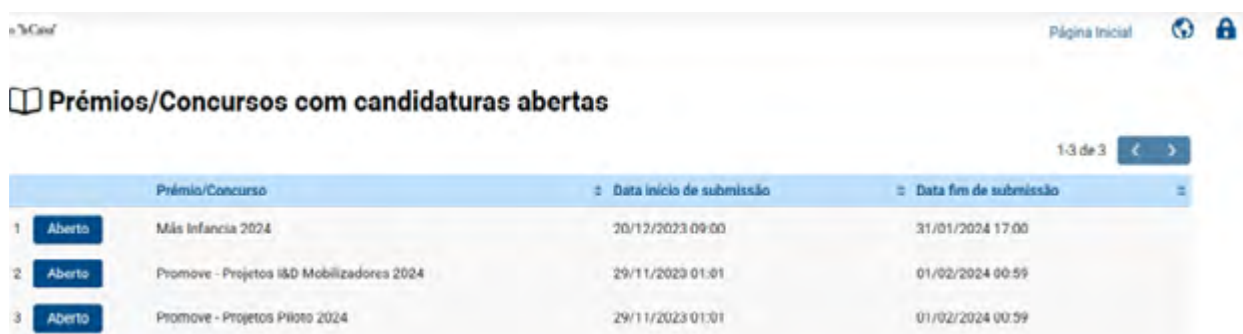 Página Inicial
Prémios/Concursos com candidaturas abertas
1-3 de 3
Prémio/Concurso Data início de submissão Data fim de submissão
1 Aberto Más Infancia 2024 20/12/2023 09:00 31/01/2024 17:00
2 Aberto Promove - Projetos I&D Mobilizadores 2024 29/11/2023 01:01 01/02/2024 00:59
3 Aberto Promove - Projetos Piloto 2024 29/11/2023 01:01 01/02/2024 00:59